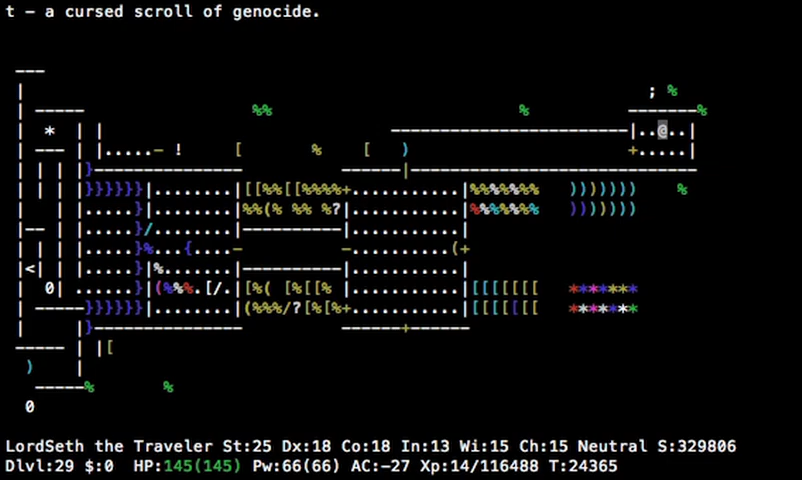 t - a cursed scroll of genocide.
LordSeth the Traveler St:25 Dx:18 Co:18 In:13 Wi:15 Ch:15 Neutral S:329806
Dlvl:29 $:0 HP:145(145) Pw:66(66) AC:-27 Xp:14/116488 T:24365